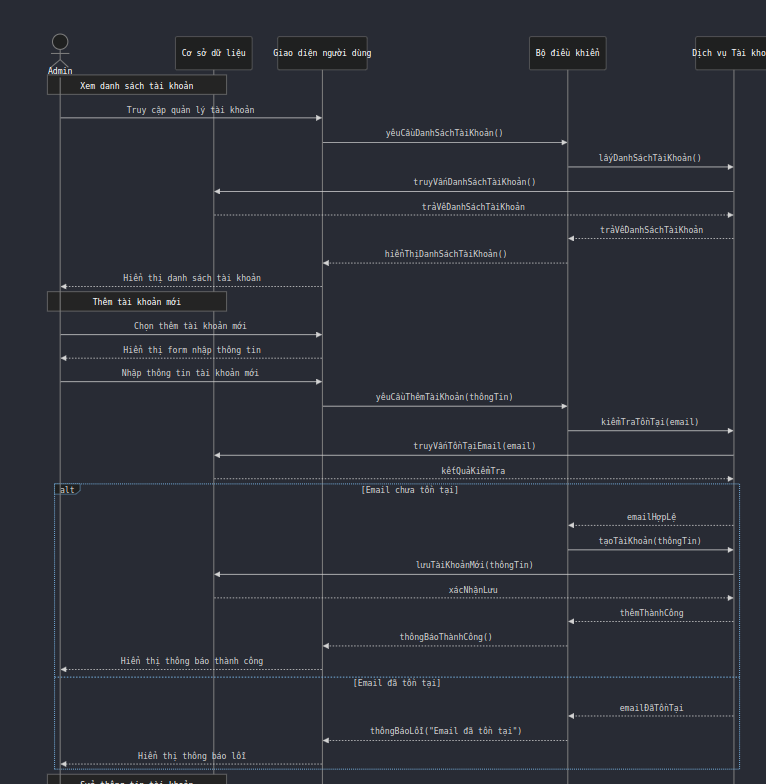 Admin
Cơ sở dữ liệu
Giao diện người dùng
Bộ điều khiển
Dịch vụ Tài kho
Xem danh sách tài khoản
Truy cập quản lý tài khoản
yêuCầuDanhSáchTàiKhoản()
lấyDanhSáchTàiKhoản()
truyVấnDanhSáchTàiKhoản()
trảVềDanhSáchTàiKhoản
trảVềDanhSáchTàiKhoản
hiểnThịDanhSáchTàiKhoản()
Hiển thị danh sách tài khoản
Thêm tài khoản mới
Chọn thêm tài khoản mới
Hiển thị form nhập thông tin
Nhập thông tin tài khoản mới
yêuCầuThêmTàiKhoản(thôngTin)
kiểmTraTồnTại(email)
truyVấnTồnTạiEmail(email)
kếtQuảKiểmTra
alt
[Email chưa tồn tại]
emailHợpLệ
tạoTàiKhoản(thôngTin)
lưuTàiKhoảnMới(thôngTin)
xácNhậnLưu
thêmThànhCông
thôngBáoThànhCông()
Hiển thị thông báo thành công
[Email đã tồn tại]
emailĐãTồnTại
thôngBáoLỗi("Email đã tồn tại")
Hiển thị thông báo lỗi
thông tin tài khoản